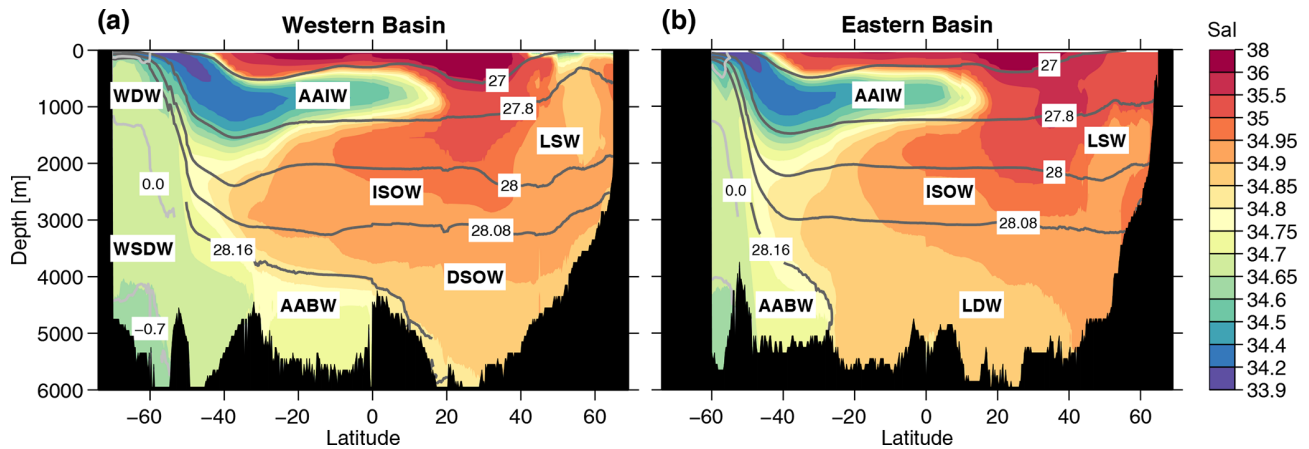 (a) Western Basin
(b) Eastern Basin
Sal
0
1000
2000
3000
4000
5000
6000
Depth [m]
WDW
AAIW
27
27.8
LSW
0.0
ISOW
28
WSDW
28.16
28.08
DSOW
AABW
−0.7
−60
−40
−20
0
20
40
60
Latitude
27
AAIW
27.8
LSW
0.0
ISOW
28
28.16
28.08
AABW
LDW
−60
−40
−20
0
20
40
60
Latitude
38
36
35.5
35
34.95
34.9
34.85
34.8
34.75
34.65
34.6
34.5
34.4
34.2
33.9